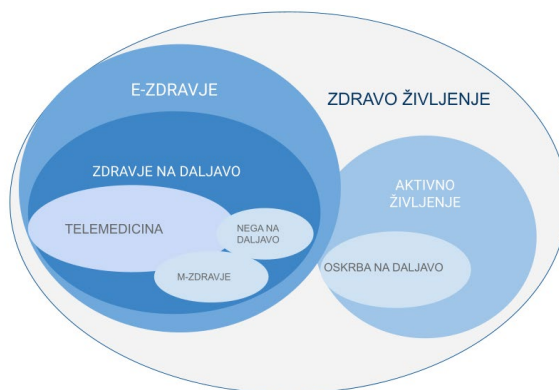 E-ZDRAVJE
ZDRAVO ŽIVLJENJE
ZDRAVJE NA DALJAVO
AKTIVNO
ŽIVLJENJE
TELEMEDICINA
NEGA NA
DALJAVO
OSKRBA NA DALJAVO
M-ZDRAVJE